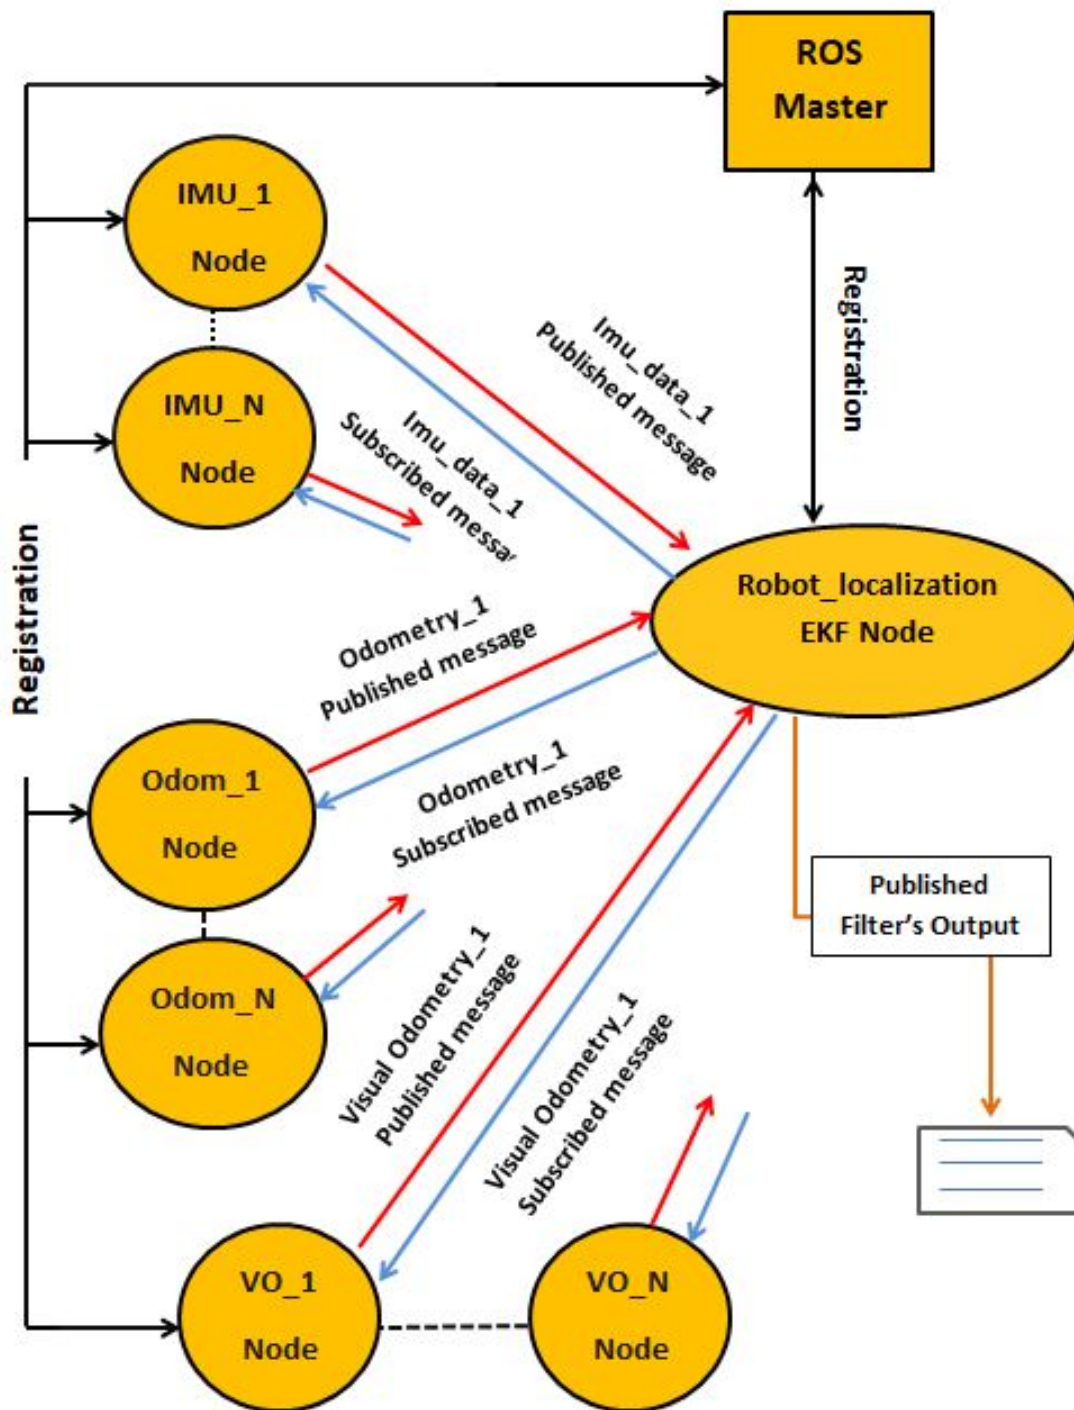 ROS
Master
IMU_1
Node
Registration
Imu_data_1
Published message
IMU_N
Node
Imu_data_1
Subscribed messa
Registration
Robot_localization
EKF Node
Odometry_1
Published message
Odom_1
Node
Odometry_1
Subscribed message
Published
Filter's Output
Odom_N
Node
Visual Odometry_1
Published message
Visual Odometry_1
Subscribed message
VO_1
Node
VO_N
Node